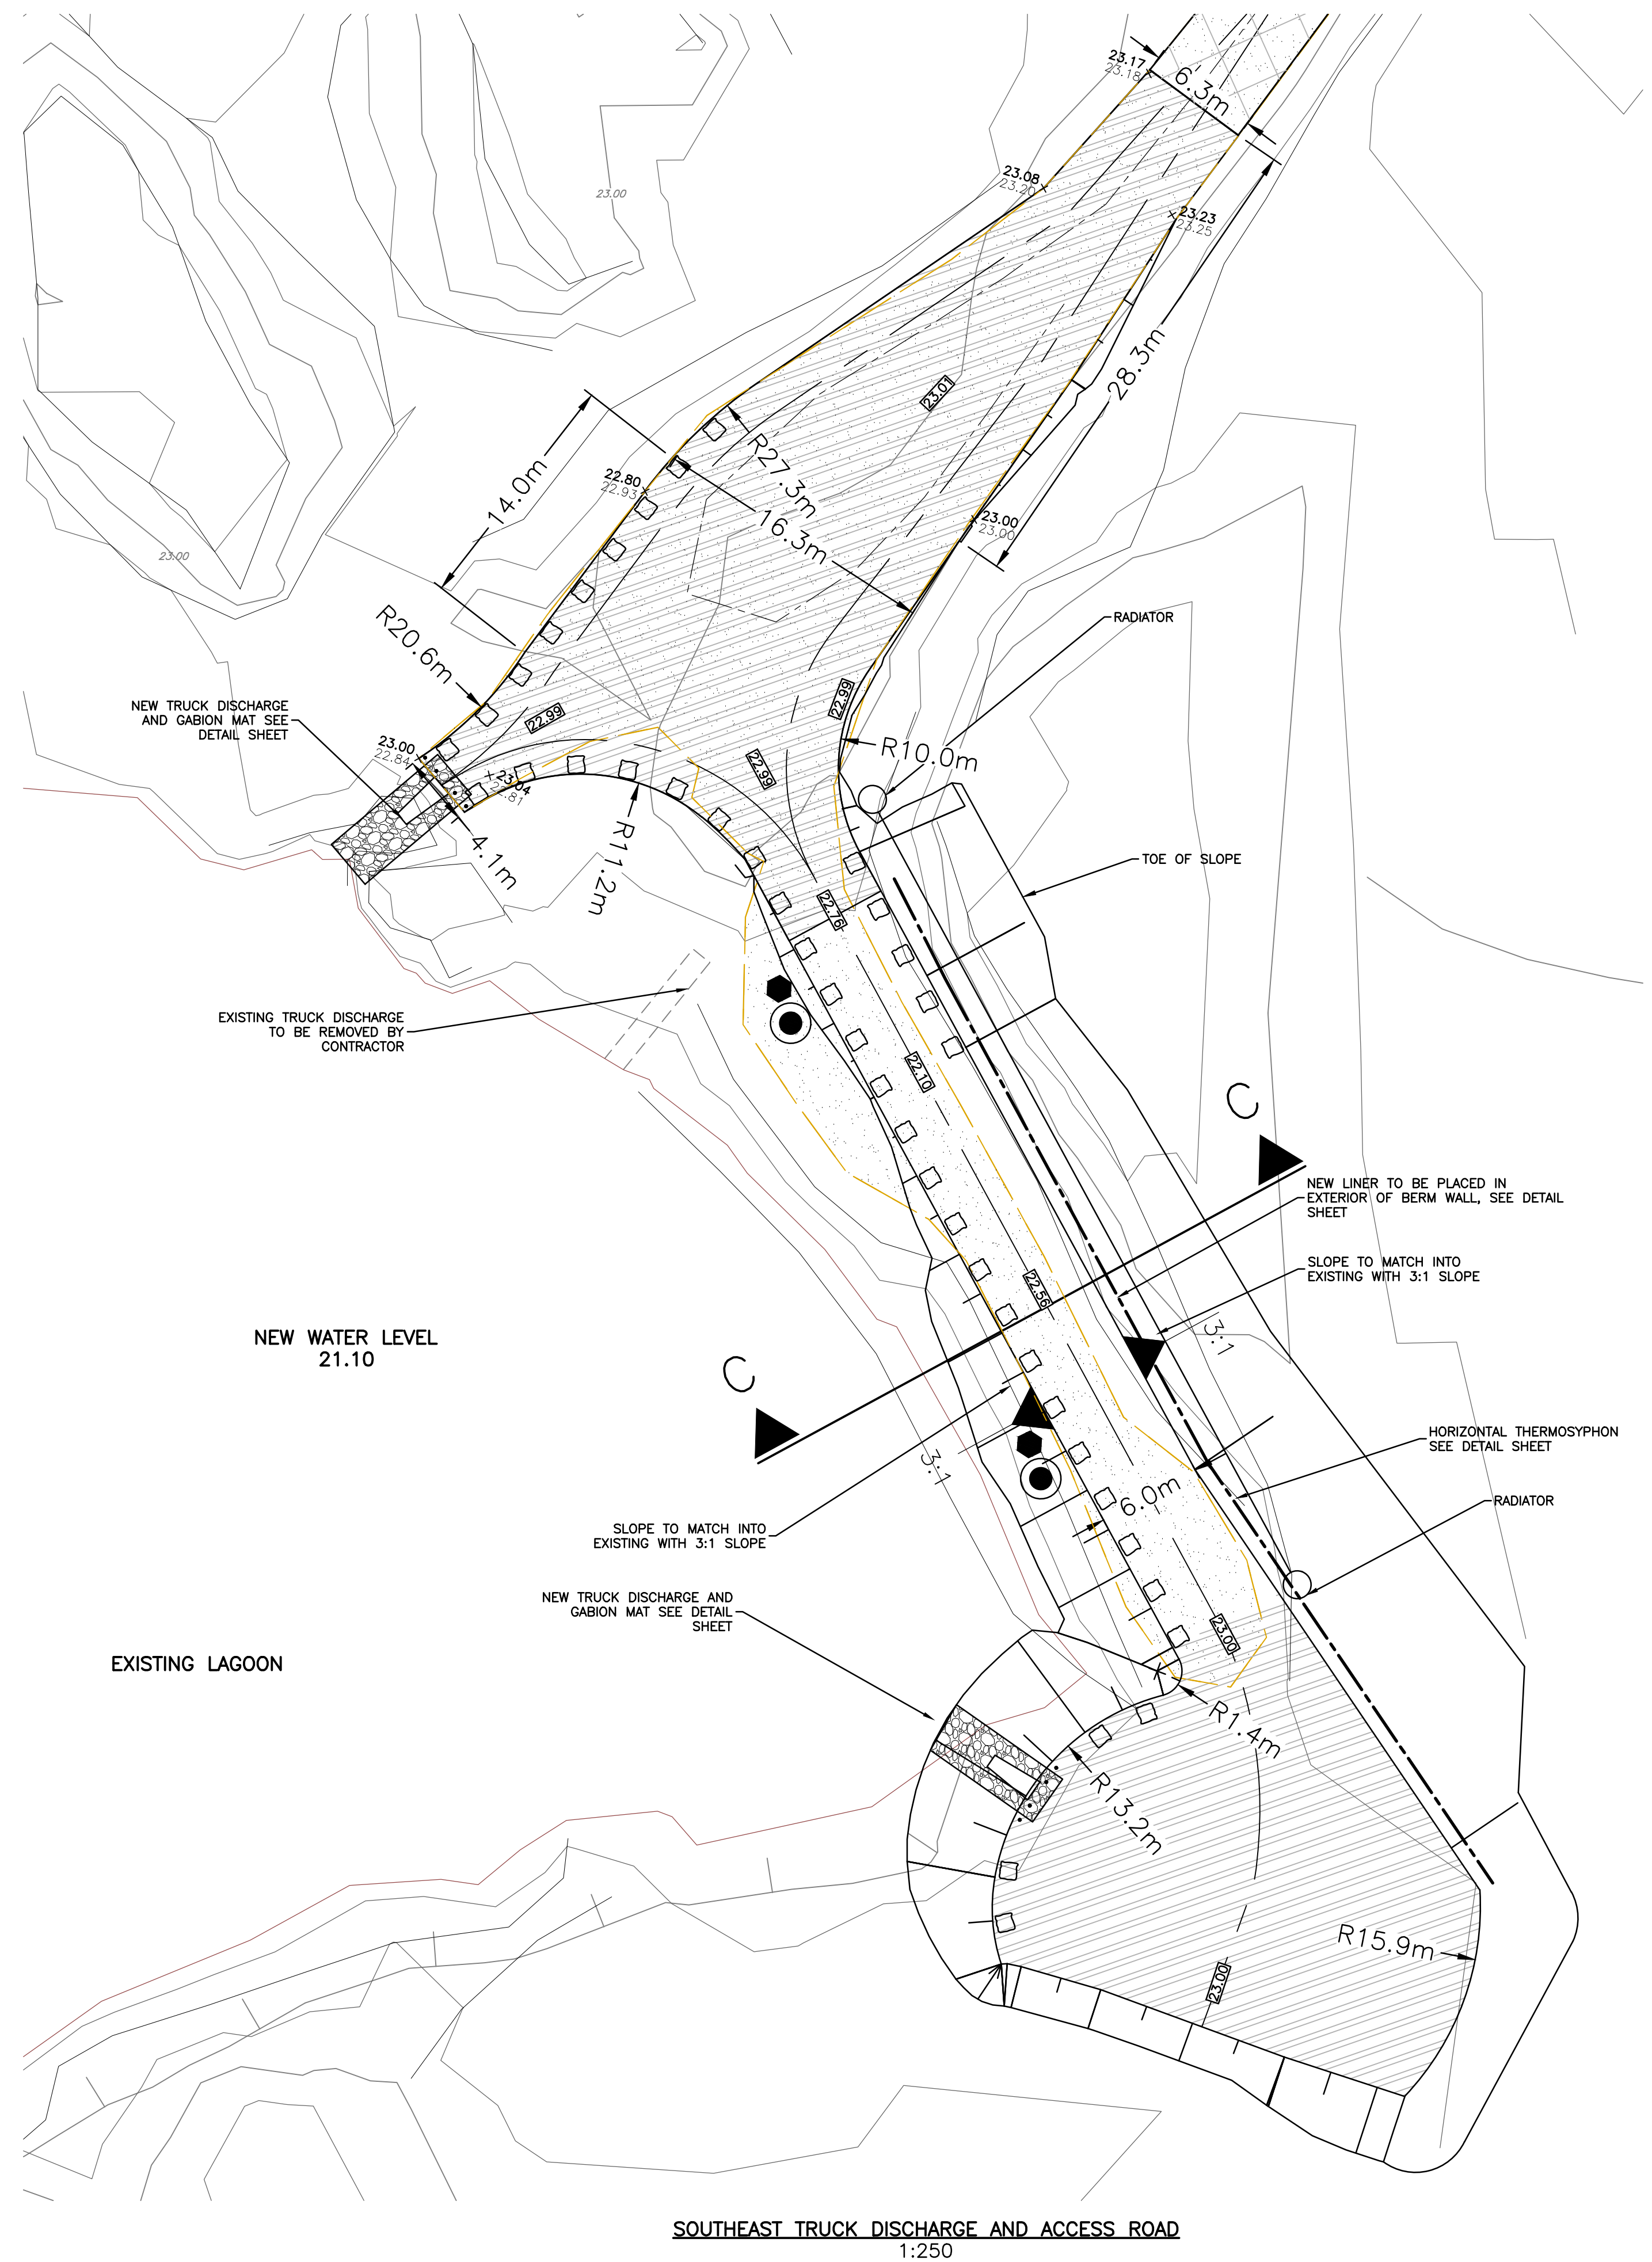 23.17
23.18
6.3m
23.08
23.20
23.00
23.23
23.25
28.3m
23.01
14.0m
R27.3m
22.80
22.93
16.3m
23.00
23.00
23.00
R20.6m
RADIATOR
NEW TRUCK DISCHARGE
AND GABION MAT SEE
DETAIL SHEET
22.99
22.99
23.00
22.84
23.04
22.81
22.99
R10.0m
4.1m
R11.2m
TOE OF SLOPE
22.76
EXISTING TRUCK DISCHARGE
TO BE REMOVED BY
CONTRACTOR
22.10
C
NEW LINER TO BE PLACED IN
EXTERIOR OF BERM WALL, SEE DETAIL
SHEET
SLOPE TO MATCH INTO
EXISTING WITH 3:1 SLOPE
22.56
3:1
NEW WATER LEVEL
21.10
C
HORIZONTAL THERMOSYPHON
SEE DETAIL SHEET
3:1
6.0m
RADIATOR
SLOPE TO MATCH INTO
EXISTING WITH 3:1 SLOPE
NEW TRUCK DISCHARGE AND
GABION MAT SEE DETAIL
SHEET
23.00
EXISTING LAGOON
R1.4m
R13.2m
R15.9m
23.00
SOUTHEAST TRUCK DISCHARGE AND ACCESS ROAD
1:250